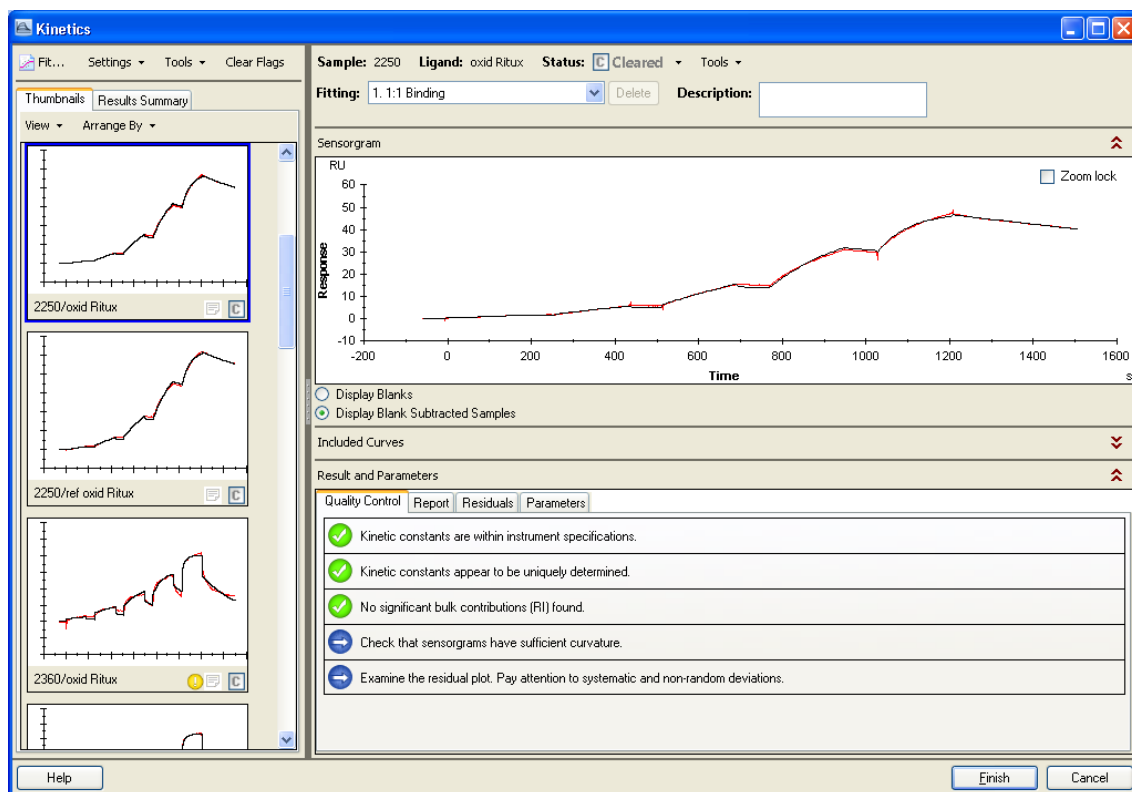 Kinetics
Fit... Settings Tools Clear Flags
Thumbnails Results Summary
View Arrange By
2250/oxid Ritux C
2250/ref oxid Ritux C
2360/oxid Ritux C
Sample: 2250 Ligand: oxid Ritux Status: C Cleared Tools
Fitting: 1. 1:1 Binding Delete Description:
Sensorgram
RU
Zoom lock
60
50
40
30
20
10
0
-10
Response
-200 0 200 400 600 800 1000 1200 1400 1600
Time s
Display Blanks
Display Blank Subtracted Samples
Included Curves
Result and Parameters
Quality Control Report Residuals Parameters
Kinetic constants are within instrument specifications.
Kinetic constants appear to be uniquely determined.
No significant bulk contributions (RI) found.
Check that sensorgrams have sufficient curvature.
Examine the residual plot. Pay attention to systematic and non-random deviations.
Help Finish Cancel